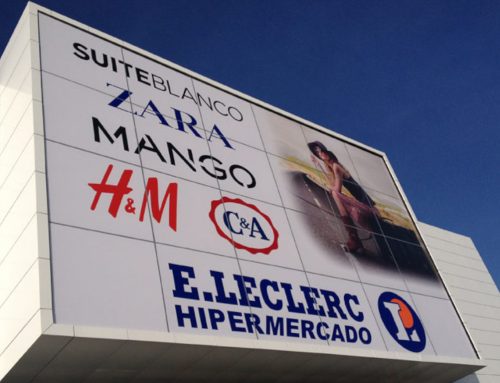 SUITEBLANCO
ZARA
MANGO
H&M
C&A
E.LECLERC
HIPERMERCADO
L